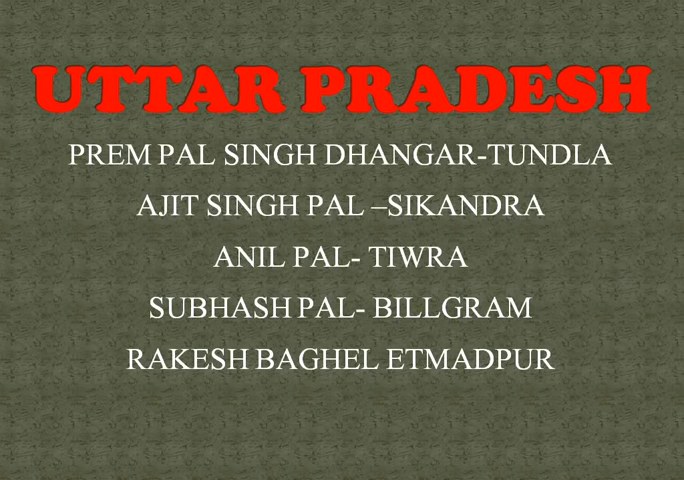 UTTAR PRADESH
PREM PAL SINGH DHANGAR-TUNDLA
AJIT SINGH PAL –SIKANDRA
ANIL PAL- TIWRA
SUBHASH PAL- BILLGRAM
RAKESH BAGHEL ETMADPUR